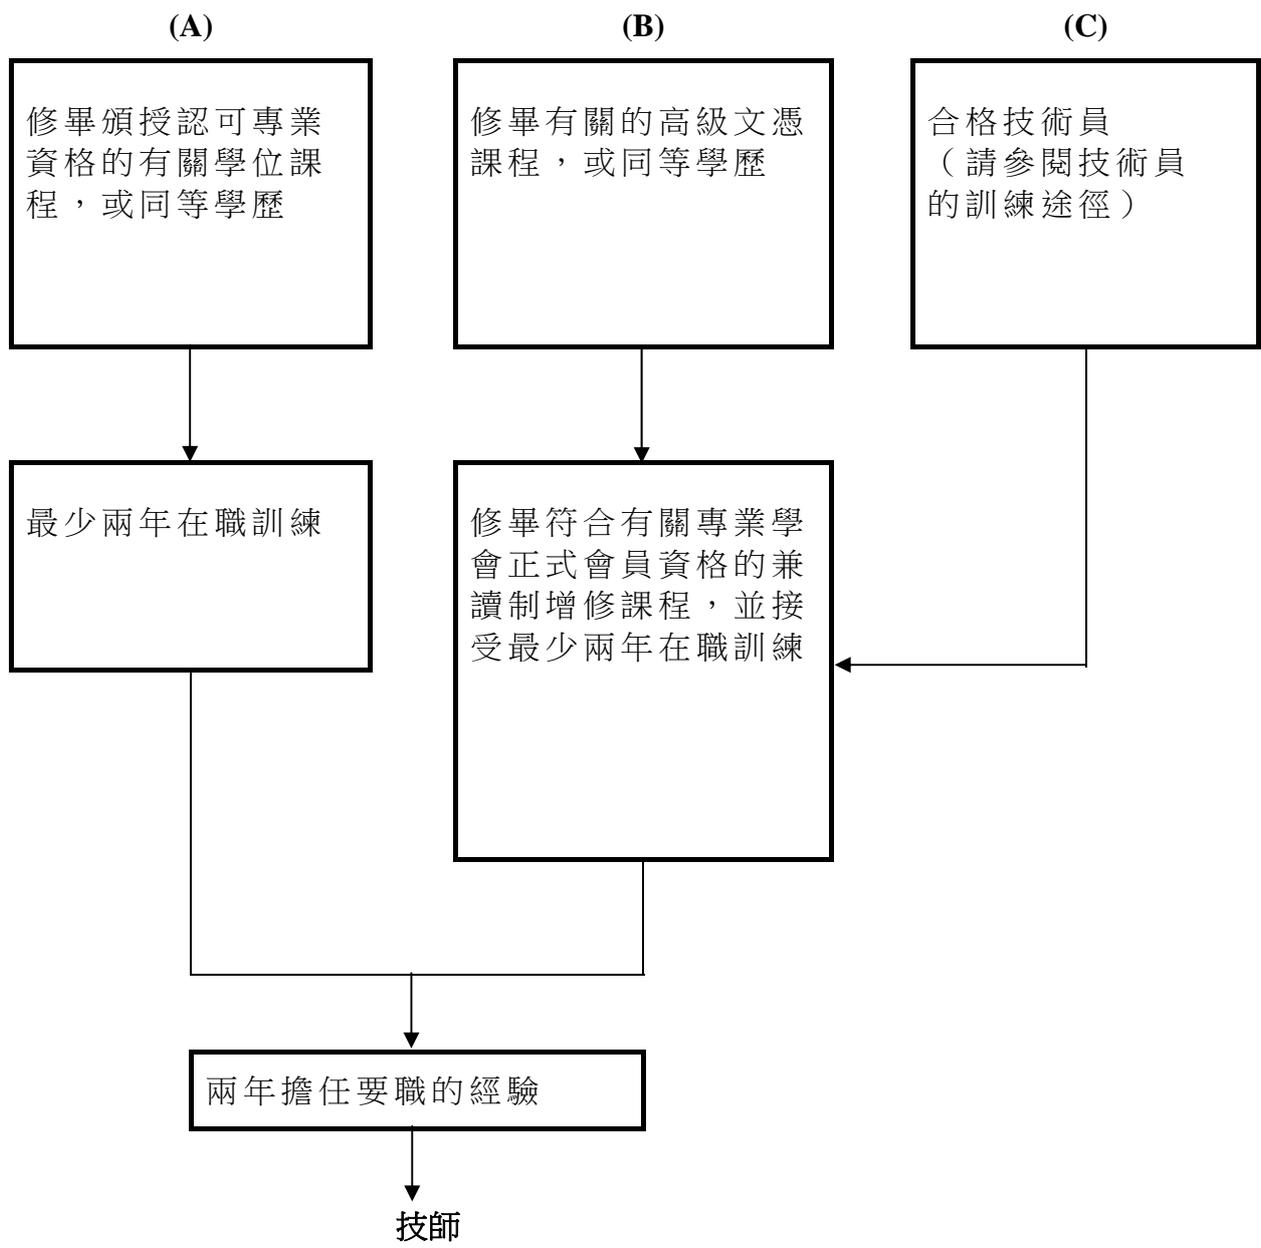 (A)
(B)
(C)
修畢頒授認可專業
資格的有關學位課
程，或同等學歷
修畢有關的高級文憑
課程，或同等學歷
合格技術員
（請參閱技術員
的訓練途徑）
最少兩年在職訓練
修畢符合有關專業學
會正式會員資格的兼
讀制增修課程，並接
受最少兩年在職訓練
兩年擔任要職的經驗
技師